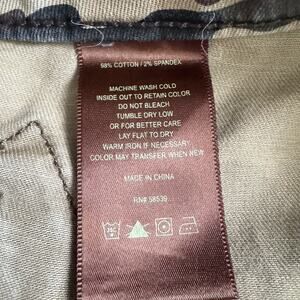 98% COTTON / 2% SPANDEX
MACHINE WASH COLD
INSIDE OUT TO RETAIN COLOR
DO NOT BLEACH
TUMBLE DRY LOW
OR FOR BETTER CARE
LAY FLAT TO DRY
WARM IRON IF NECESSARY
COLOR MAY TRANSFER WHEN NEW
MADE IN CHINA
RN# 58539